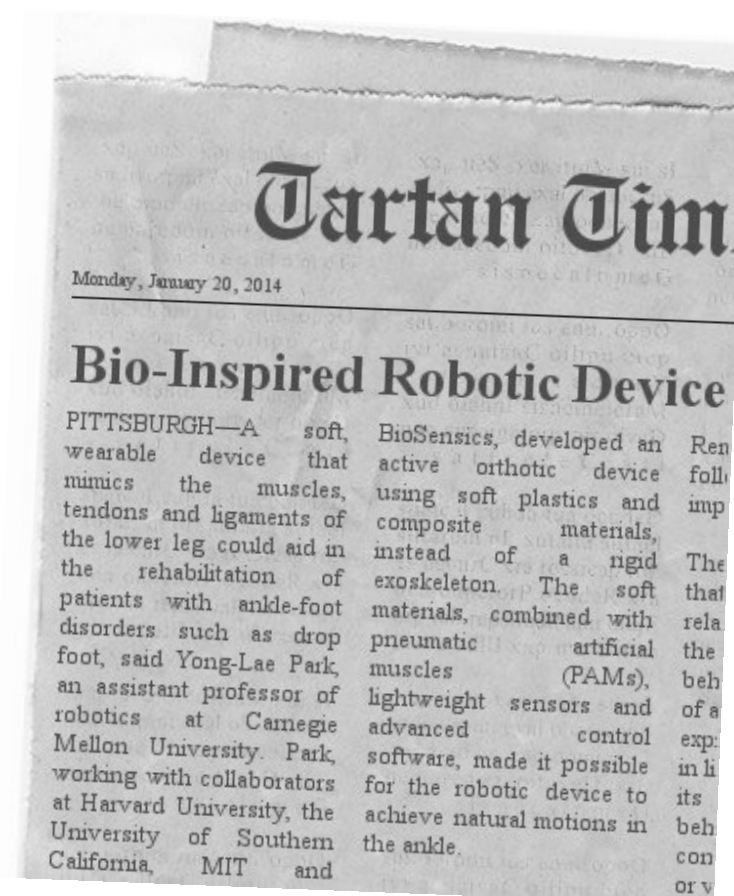 Tartan Tim
Monday, January 20, 2014
Bio-Inspired Robotic Device
PITTSBURGH—A soft,
wearable device that
mimics the muscles,
tendons and ligaments of
the lower leg could aid in
the rehabilitation of
patients with ankle-foot
disorders such as drop
foot, said Yong-Lae Park,
an assistant professor of
robotics at Carnegie
Mellon University. Park,
working with collaborators
at Harvard University, the
University of Southern
California, MIT and
BioSensics, developed an
active orthotic device
using soft plastics and
composite materials,
instead of a rigid
exoskeleton. The soft
materials, combined with
pneumatic artificial
muscles (PAMs),
lightweight sensors and
advanced control
software, made it possible
for the robotic device to
achieve natural motions in
the ankle.
Ren
foll
imp
The
that
rela
the
beh
of a
exp
in li
its
beh
con
or v